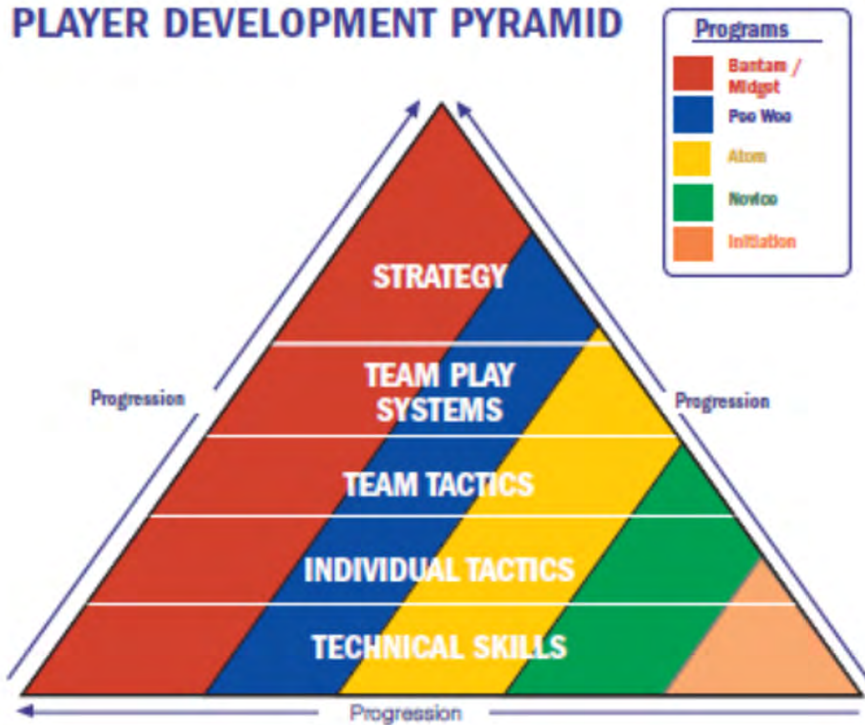 PLAYER DEVELOPMENT PYRAMID
Programs
Bantam /
Midget
Pee Wee
Atom
Novice
Initiation
STRATEGY
TEAM PLAY
SYSTEMS
Progression
Progression
TEAM TACTICS
INDIVIDUAL TACTICS
TECHNICAL SKILLS
Progression